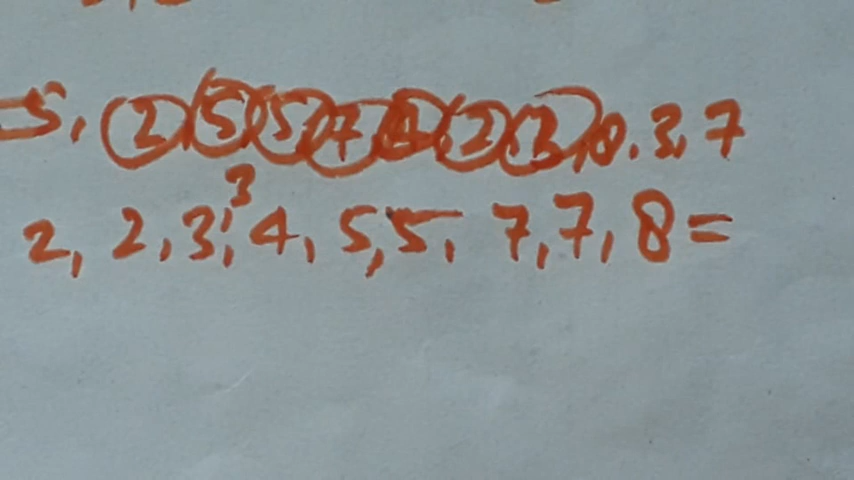 5, 2, 5, 5, 7, 4, 2, 3, 8, 3, 7
2, 2, 3, 3, 4, 5, 5, 7, 7, 8 =